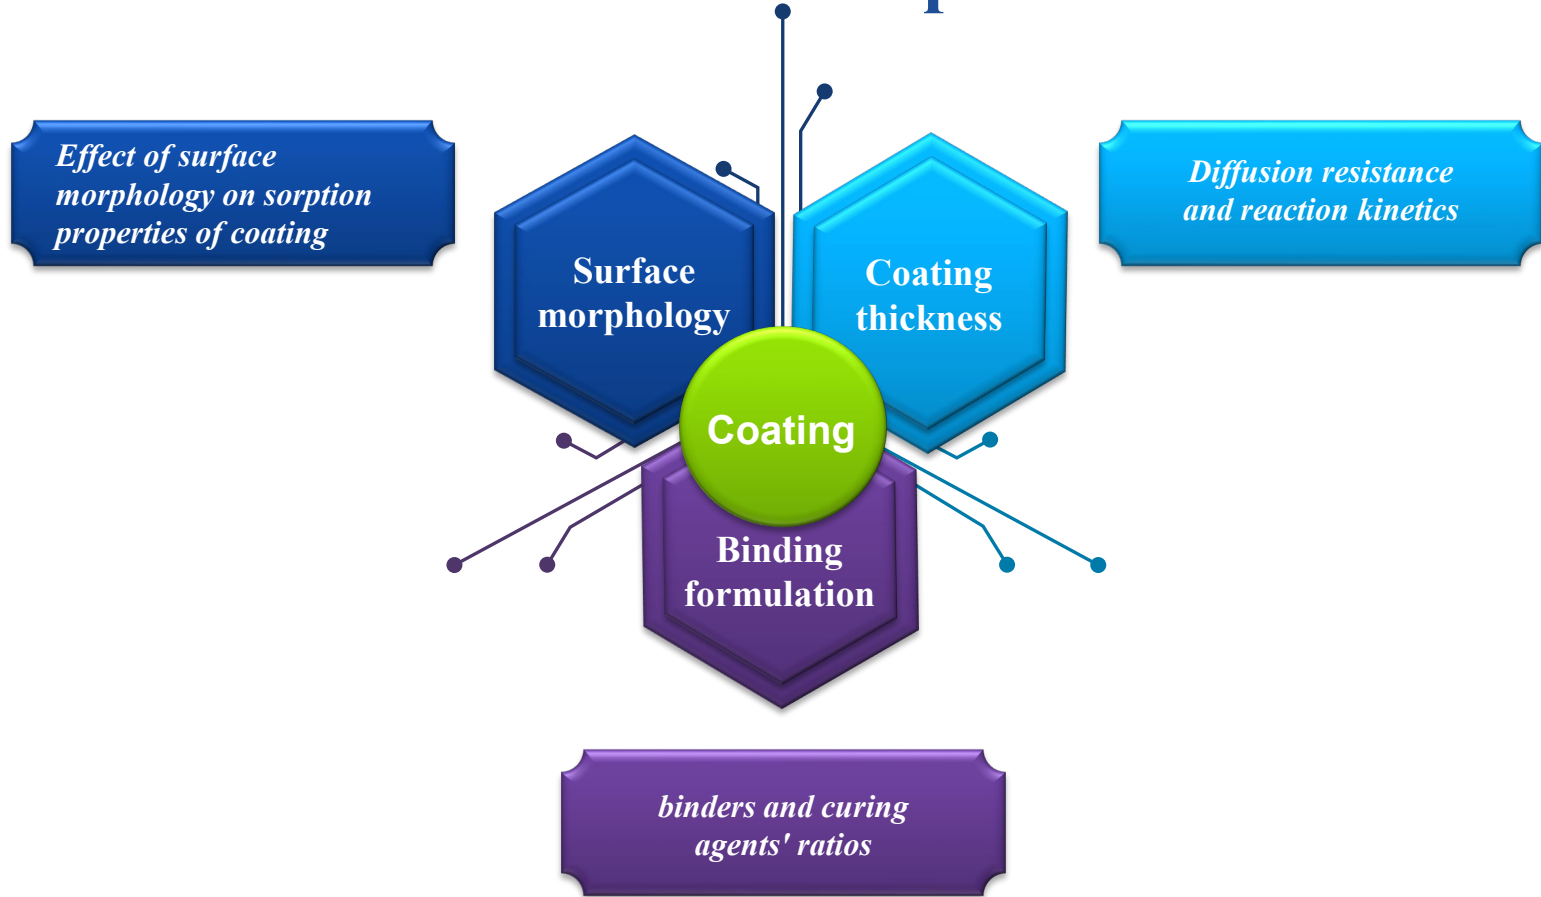 Effect of surface
morphology on sorption
properties of coating
Diffusion resistance
and reaction kinetics
Surface
morphology
Coating
thickness
Coating
Binding
formulation
binders and curing
agents' ratios